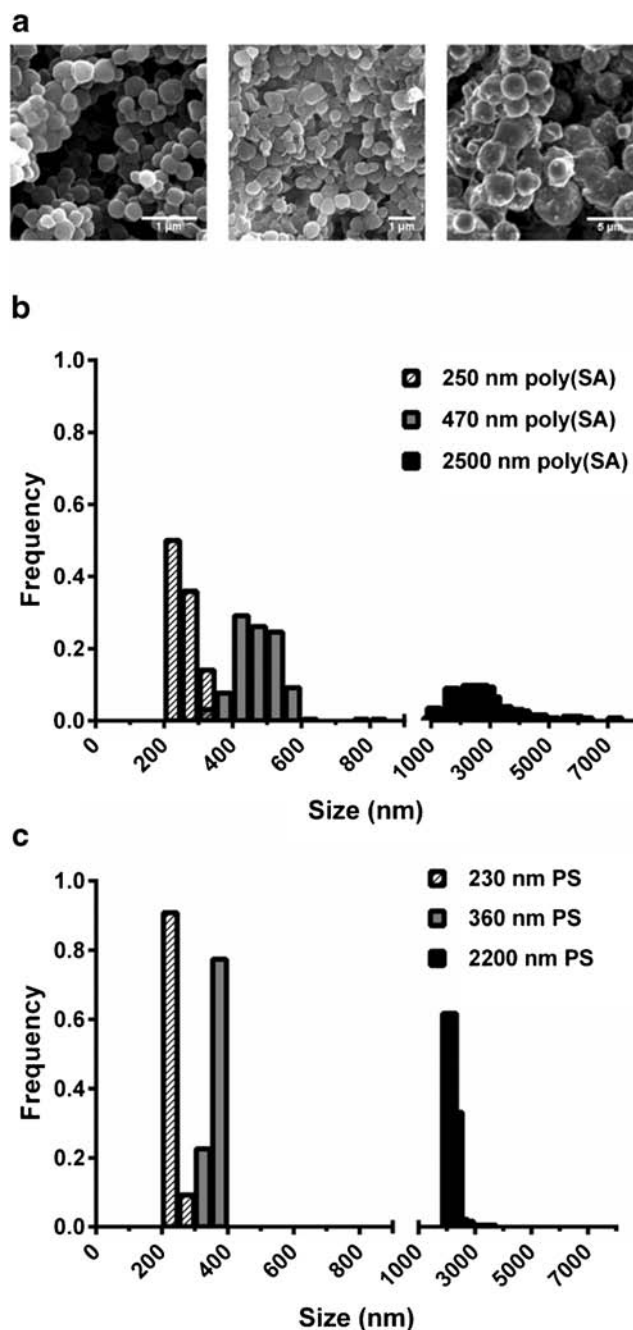 a
1 µm
1 µm
5 µm
b
1.0
0.8
0.6
0.4
0.2
0.0
Frequency
250 nm poly(SA)
470 nm poly(SA)
2500 nm poly(SA)
0
200
400
600
800
1000
3000
5000
7000
Size (nm)
c
1.0
0.8
0.6
0.4
0.2
0.0
Frequency
230 nm PS
360 nm PS
2200 nm PS
0
200
400
600
800
1000
3000
5000
7000
Size (nm)